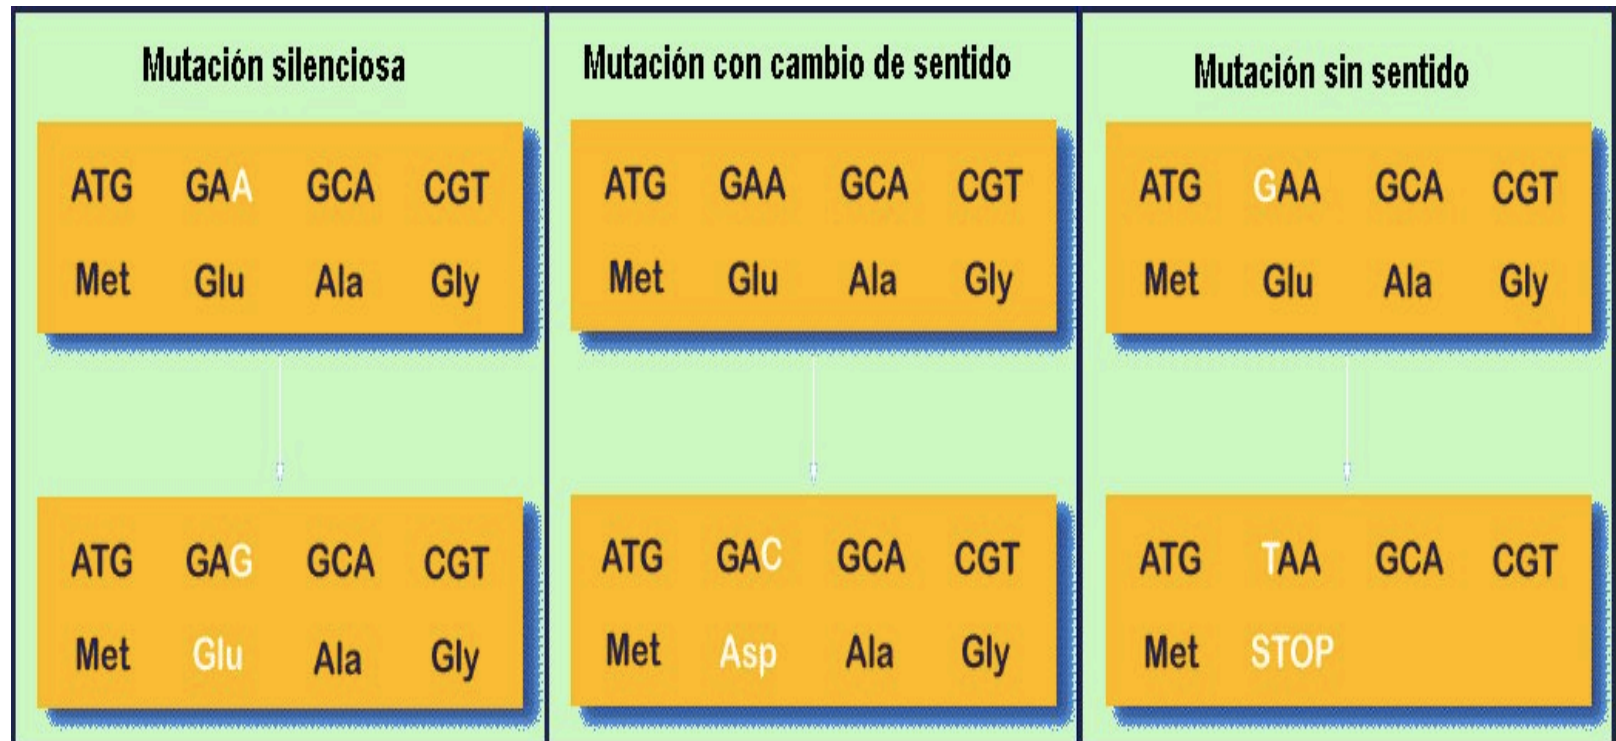 Mutación silenciosa
ATG GAA GCA CGT
Met Glu Ala Gly
ATG GAG GCA CGT
Met Glu Ala Gly
Mutación con cambio de sentido
ATG GAA GCA CGT
Met Glu Ala Gly
ATG GAC GCA CGT
Met Asp Ala Gly
Mutación sin sentido
ATG GAA GCA CGT
Met Glu Ala Gly
ATG TAA GCA CGT
Met STOP